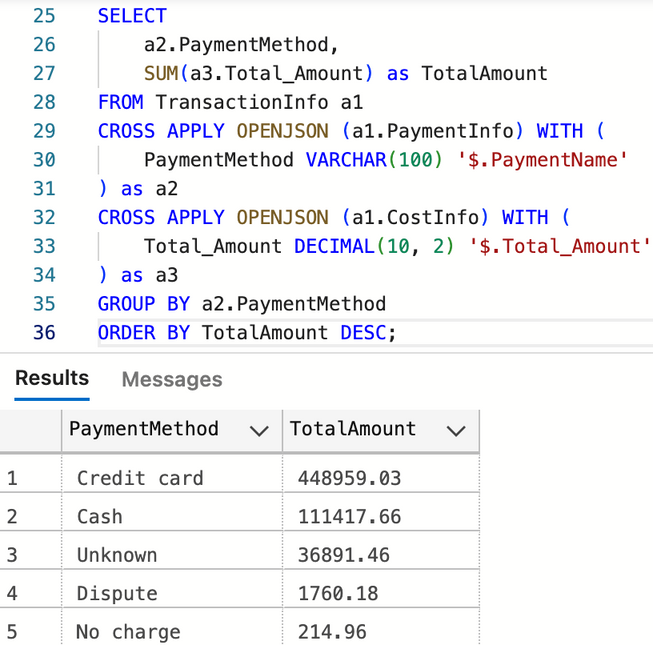 25 SELECT
26 a2.PaymentMethod,
27 SUM(a3.Total_Amount) as TotalAmount
28 FROM TransactionInfo a1
29 CROSS APPLY OPENJSON (a1.PaymentInfo) WITH (
30 PaymentMethod VARCHAR(100) '$.PaymentName'
31 ) as a2
32 CROSS APPLY OPENJSON (a1.CostInfo) WITH (
33 Total_Amount DECIMAL(10, 2) '$.Total_Amount'
34 ) as a3
35 GROUP BY a2.PaymentMethod
36 ORDER BY TotalAmount DESC;
Results Messages
PaymentMethod TotalAmount
1 Credit card 448959.03
2 Cash 111417.66
3 Unknown 36891.46
4 Dispute 1760.18
5 No charge 214.96